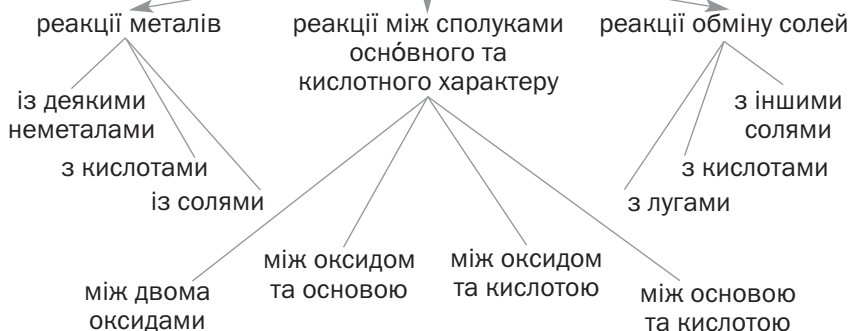 реакції металів
реакції між сполуками
оснóвного та
кислотного характеру
реакції обміну солей
із деякими
неметалами
з кислотами
із солями
між двома
оксидами
між оксидом
та основою
між оксидом
та кислотою
між основою
та кислотою
з лугами
з кислотами
з іншими
солями